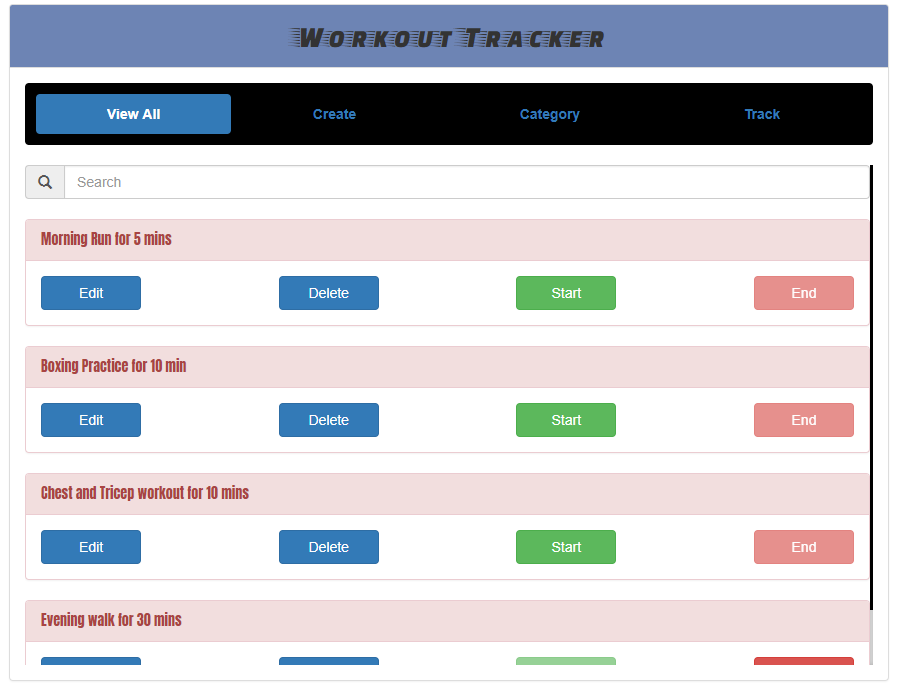 Workout Tracker
View All Create Category Track
Search
Morning Run for 5 mins
Edit Delete Start End
Boxing Practice for 10 min
Edit Delete Start End
Chest and Tricep workout for 10 mins
Edit Delete Start End
Evening walk for 30 mins